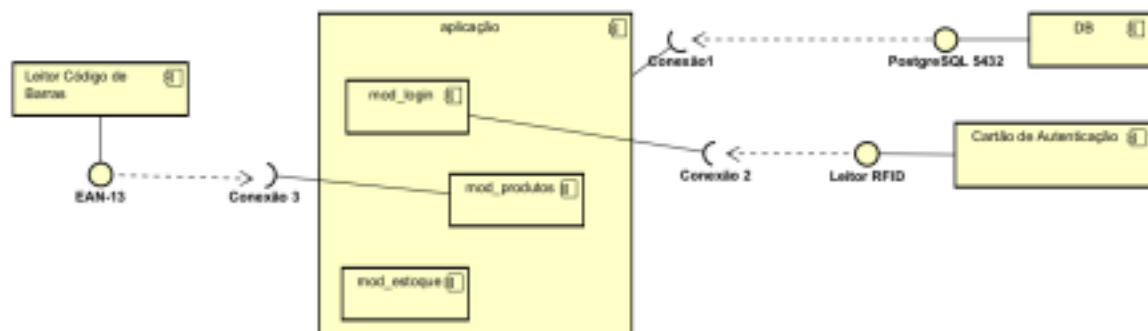 aplicação
DB
Conexão1
PostgreSQL 5432
Leitor Código de
Barras
mod_login
Cartão de Autenticação
Conexão 2
Leitor RFID
EAN-13
Conexão 3
mod_produtos
mod_estoque